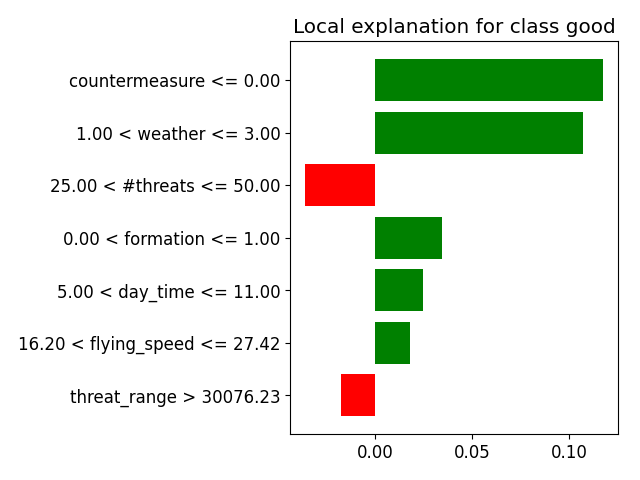 Local explanation for class good
countermeasure <= 0.00
1.00 < weather <= 3.00
25.00 < #threats <= 50.00
0.00 < formation <= 1.00
5.00 < day_time <= 11.00
16.20 < flying_speed <= 27.42
threat_range > 30076.23
0.00 0.05 0.10